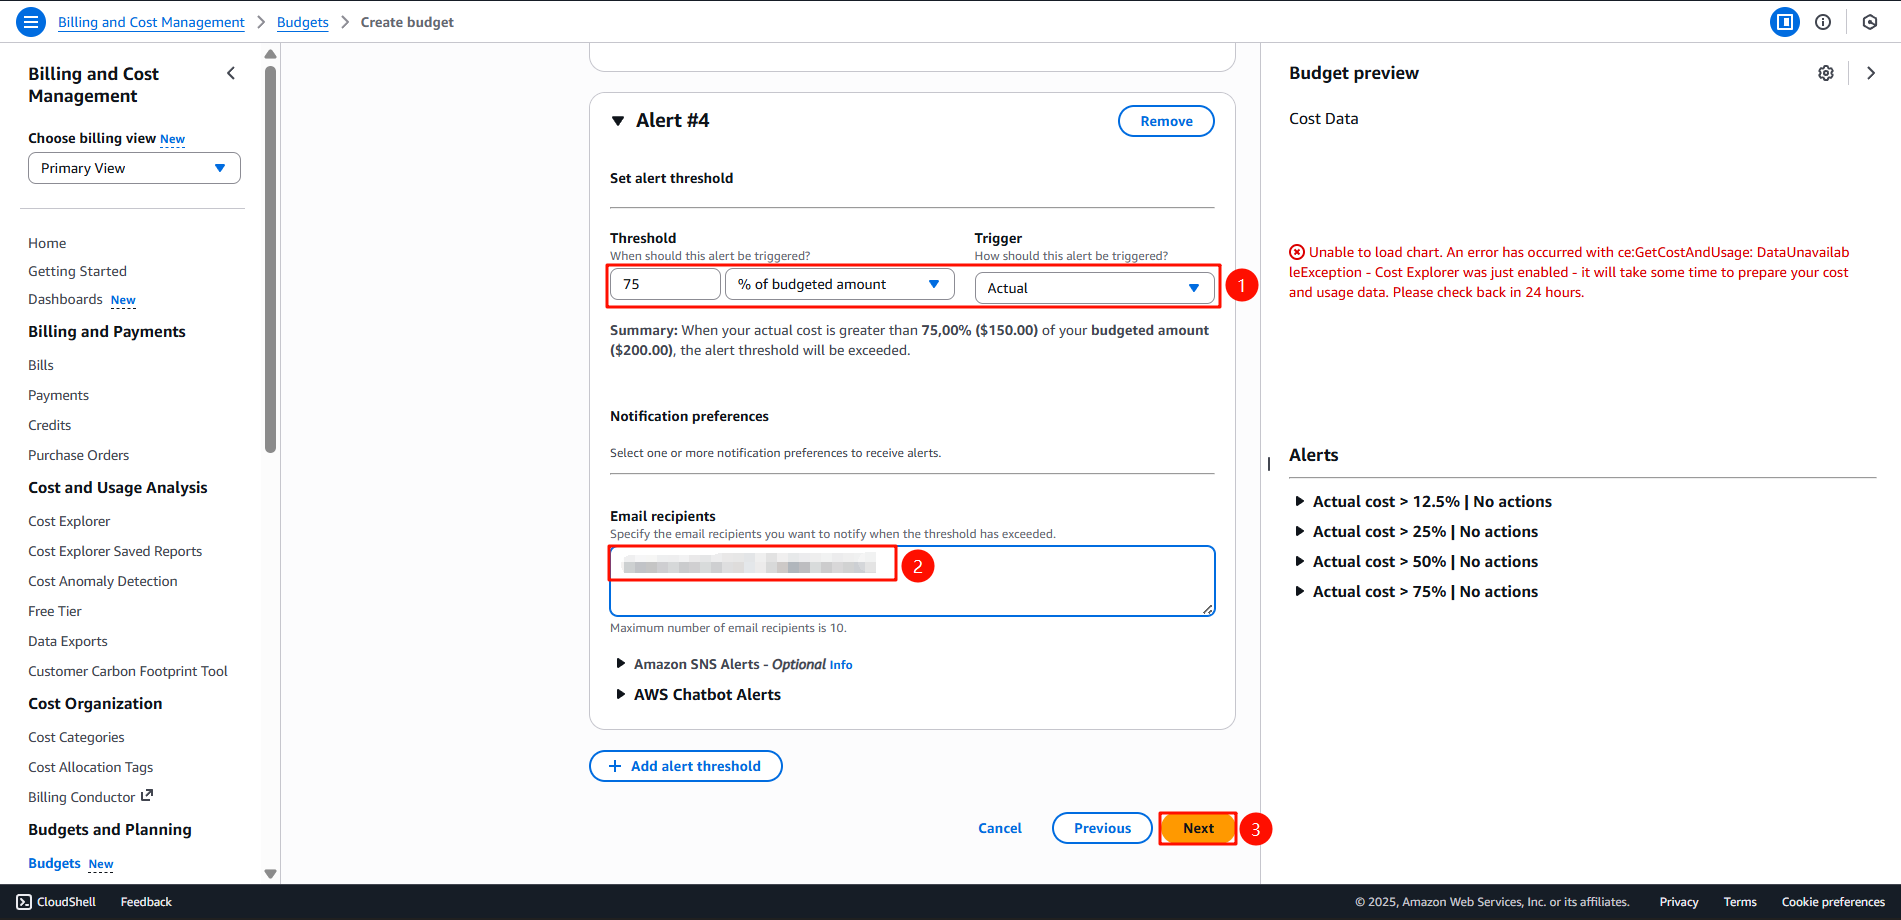 Billing and Cost Management > Budgets > Create budget
Billing and Cost
Management
Choose billing view New
Primary View
Home
Getting Started
Dashboards New
Billing and Payments
Bills
Payments
Credits
Purchase Orders
Cost and Usage Analysis
Cost Explorer
Cost Explorer Saved Reports
Cost Anomaly Detection
Free Tier
Data Exports
Customer Carbon Footprint Tool
Cost Organization
Cost Categories
Cost Allocation Tags
Billing Conductor
Budgets and Planning
Budgets New
Alert #4
Remove
Set alert threshold
Threshold
When should this alert be triggered?
75
% of budgeted amount
Trigger
How should this alert be triggered?
Actual
1
Summary: When your actual cost is greater than 75,00% ($150.00) of your budgeted amount
($200.00), the alert threshold will be exceeded.
Notification preferences
Select one or more notification preferences to receive alerts.
Email recipients
Specify the email recipients you want to notify when the threshold has exceeded.
2
Maximum number of email recipients is 10.
Amazon SNS Alerts - Optional Info
AWS Chatbot Alerts
+ Add alert threshold
Cancel
Previous
Next
3
Budget preview
Cost Data
Unable to load chart. An error has occurred with ce:GetCostAndUsage: DataUnavailab
leException - Cost Explorer was just enabled - it will take some time to prepare your cost
and usage data. Please check back in 24 hours.
Alerts
Actual cost > 12.5% | No actions
Actual cost > 25% | No actions
Actual cost > 50% | No actions
Actual cost > 75% | No actions
CloudShell
Feedback
© 2025, Amazon Web Services, Inc. or its affiliates.
Privacy
Terms
Cookie preferences